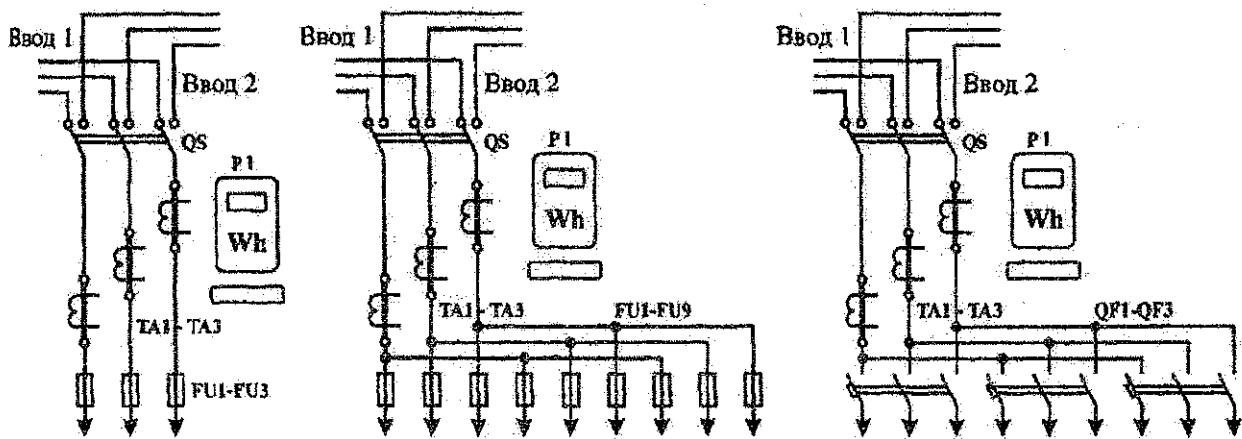 Ввод 1
Ввод 2
QS
P1
Wh
TA1 - TA3
FU1-FU3
Ввод 1
Ввод 2
QS
P1
Wh
TA1 - TA3
FU1-FU9
Ввод 1
Ввод 2
QS
P1
Wh
TA1 - TA3
QF1-QF3